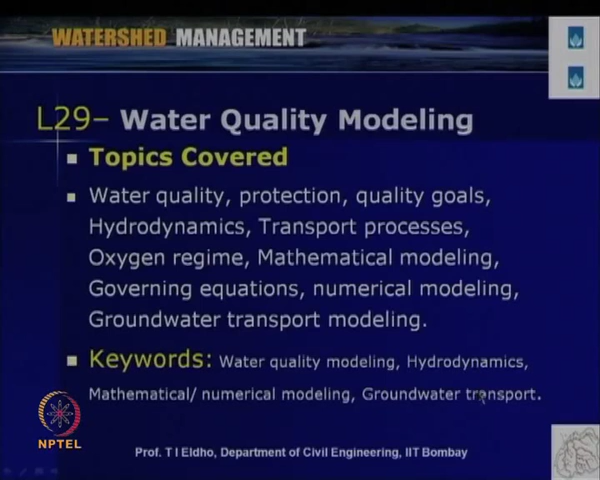 WATERSHED MANAGEMENT
L29– Water Quality Modeling
Topics Covered
Water quality, protection, quality goals,
Hydrodynamics, Transport processes,
Oxygen regime, Mathematical modeling,
Governing equations, numerical modeling,
Groundwater transport modeling.
Keywords: Water quality modeling, Hydrodynamics,
Mathematical/ numerical modeling, Groundwater transport.
NPTEL
Prof. T I Eldho, Department of Civil Engineering, IIT Bombay